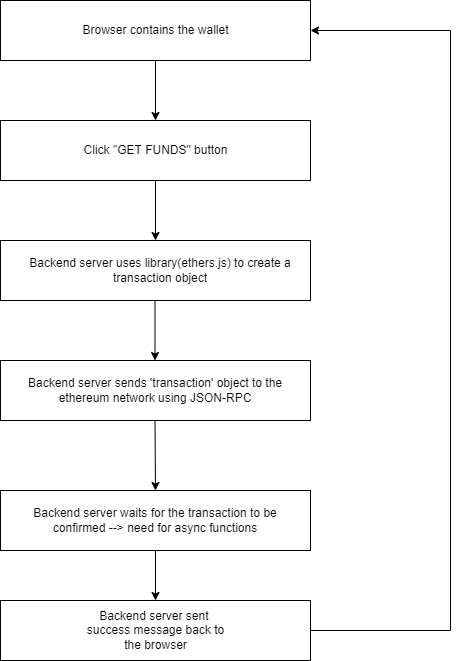 Browser contains the wallet
Click "GET FUNDS" button
Backend server uses library(ethers.js) to create a
transaction object
Backend server sends 'transaction' object to the
ethereum network using JSON-RPC
Backend server waits for the transaction to be
confirmed --> need for async functions
Backend server sent
success message back to
the browser